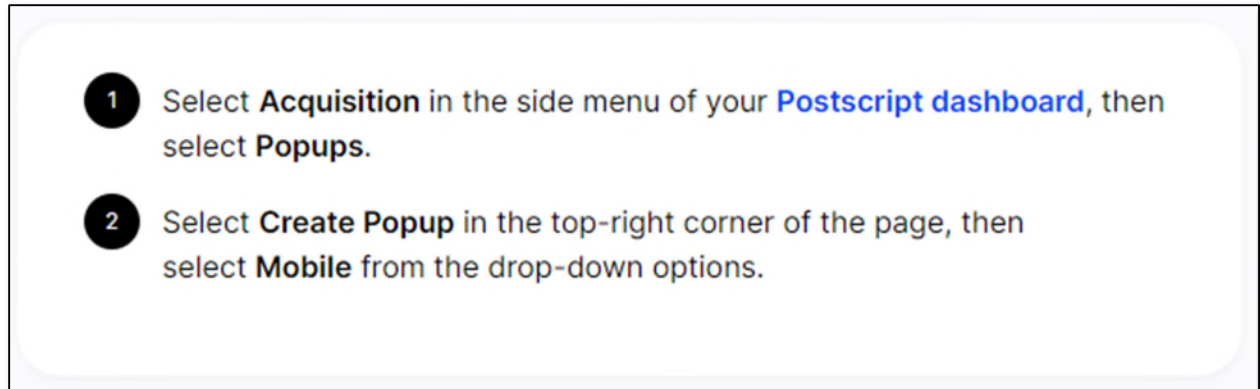 1 Select Acquisition in the side menu of your Postscript dashboard, then
select Popups.
2 Select Create Popup in the top-right corner of the page, then
select Mobile from the drop-down options.